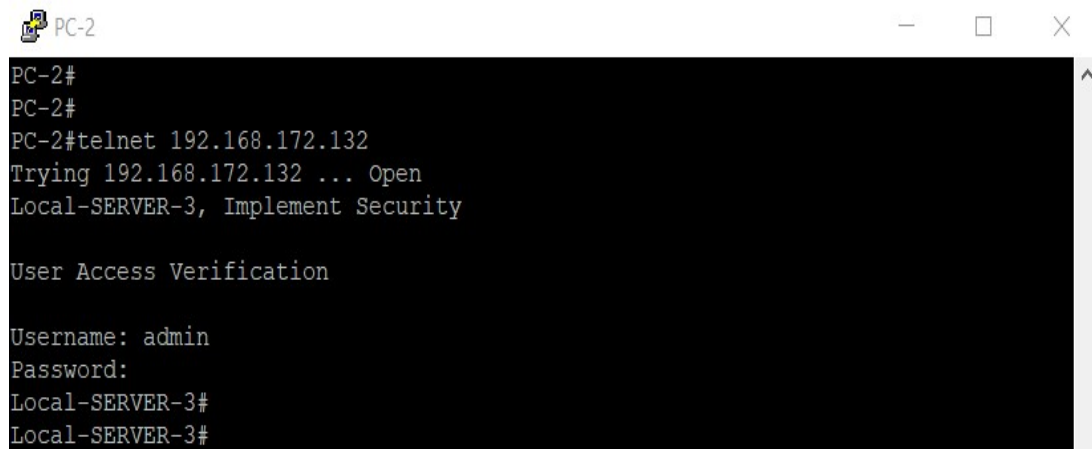 PC-2
PC-2#
PC-2#
PC-2#telnet 192.168.172.132
Trying 192.168.172.132 ... Open
Local-SERVER-3, Implement Security
User Access Verification
Username: admin
Password:
Local-SERVER-3#
Local-SERVER-3#